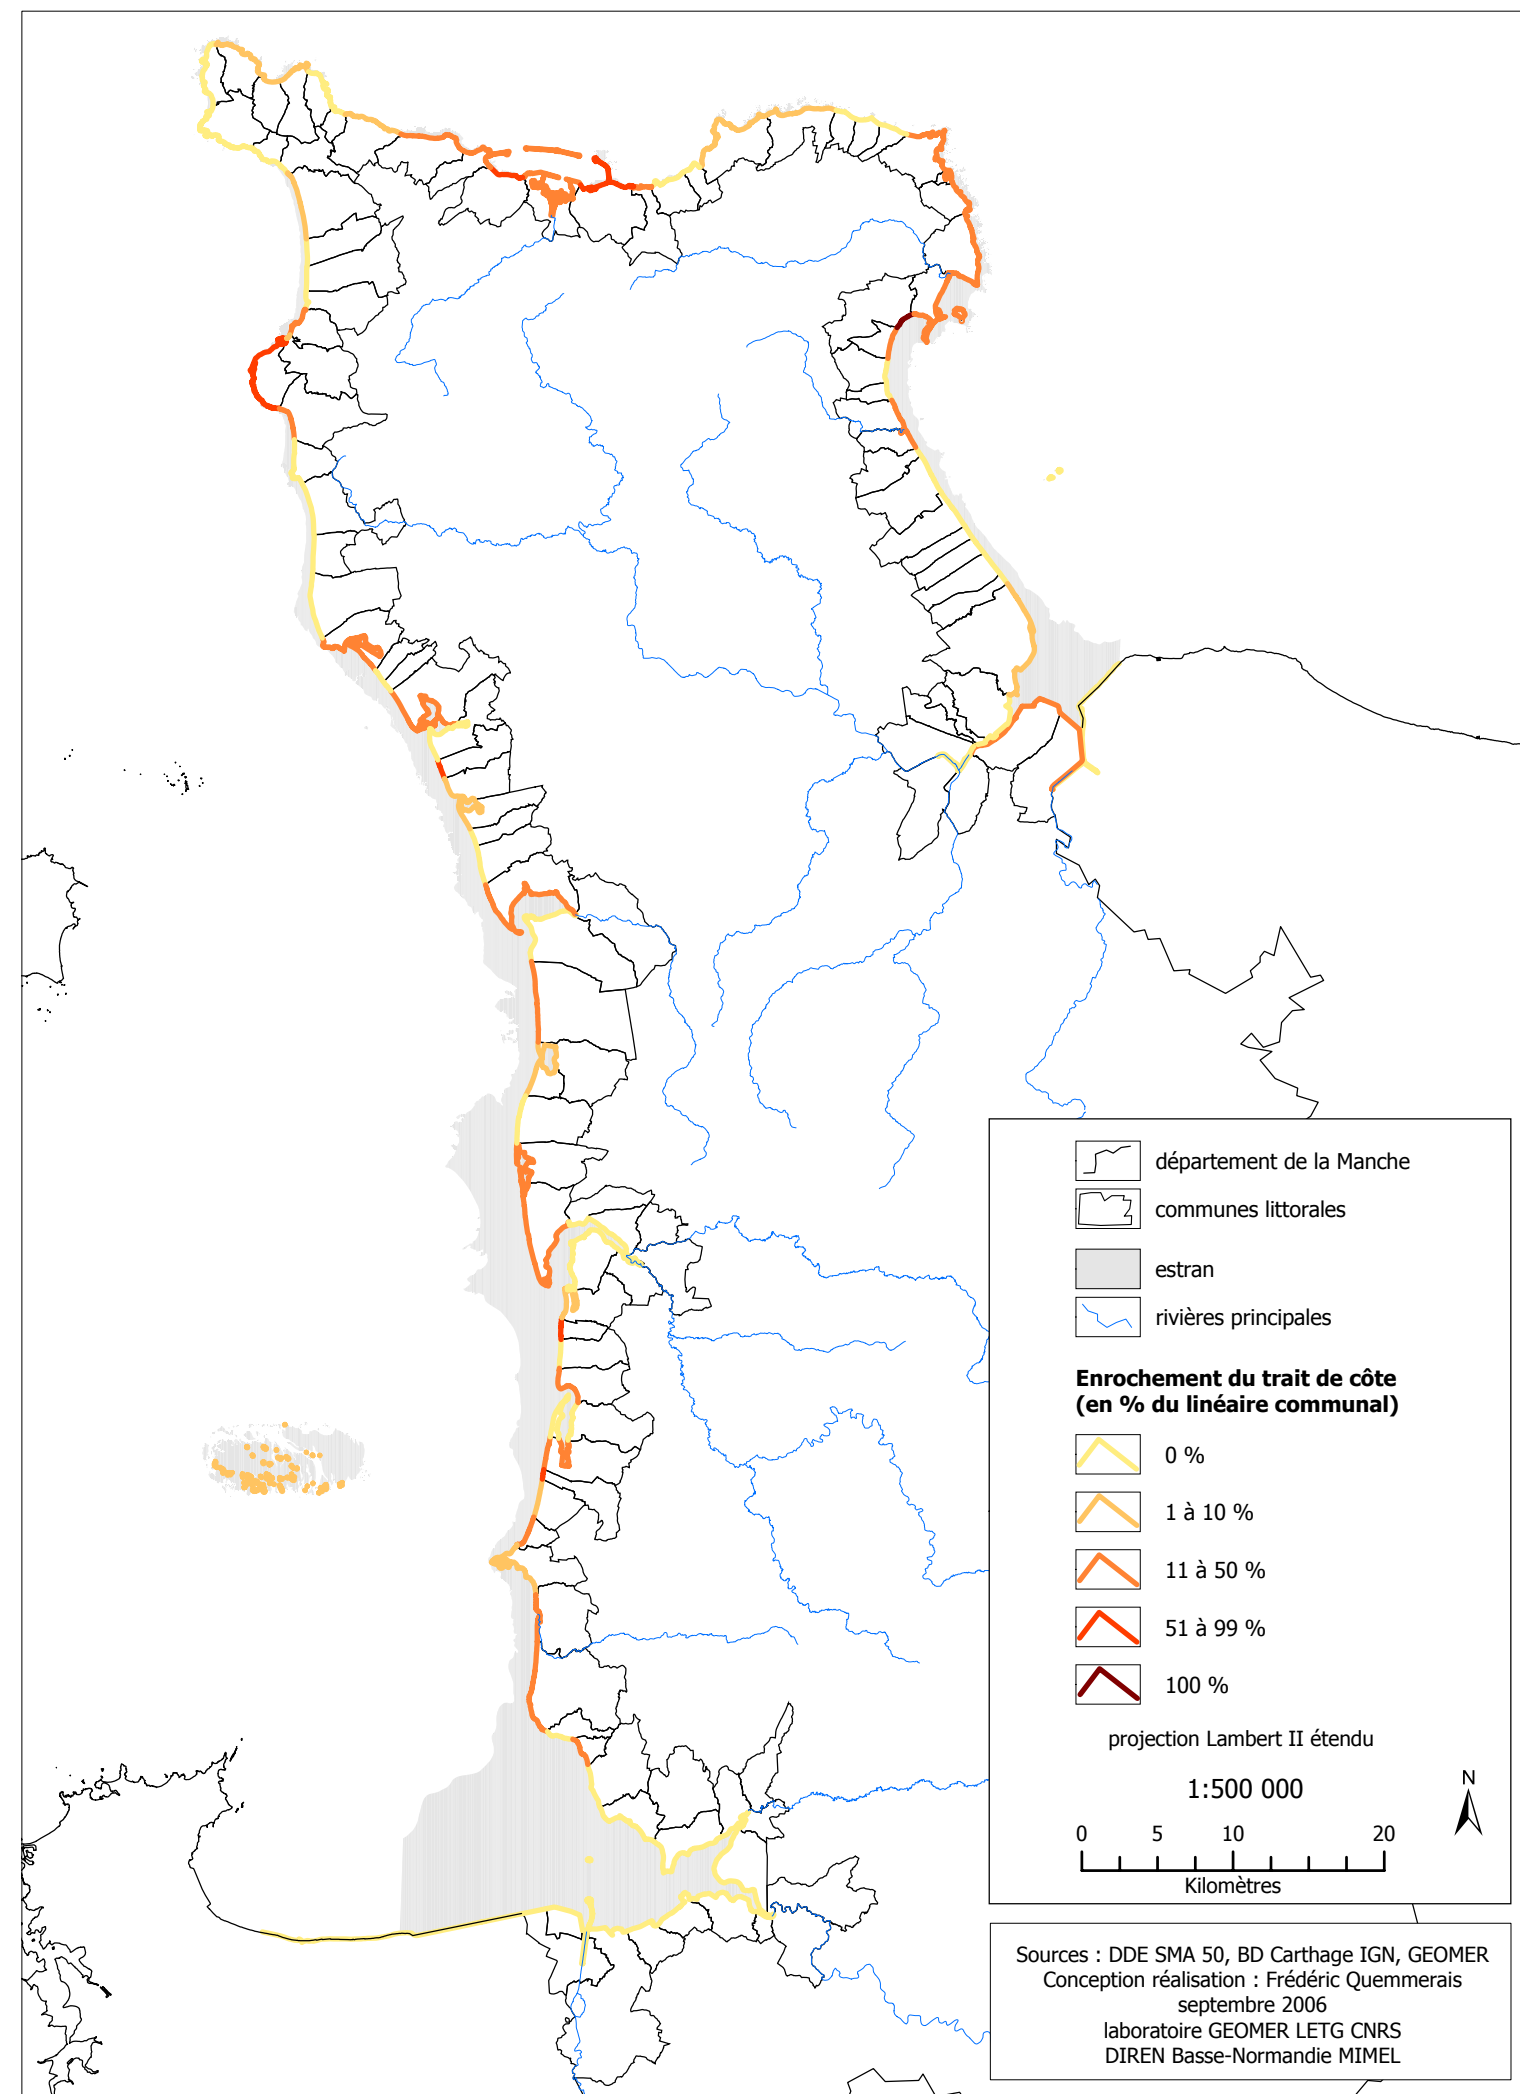 département de la Manche
communes littorales
estran
rivières principales
Enrochement du trait de côte
(en % du linéaire communal)
0 %
1 à 10 %
11 à 50 %
51 à 99 %
100 %
projection Lambert II étendu
1:500 000
N
0 5 10 20
Kilomètres
Sources : DDE SMA 50, BD Carthage IGN, GEOMER
Conception réalisation : Frédéric Quemmerais
septembre 2006
laboratoire GEOMER LETG CNRS
DIREN Basse-Normandie MIMEL